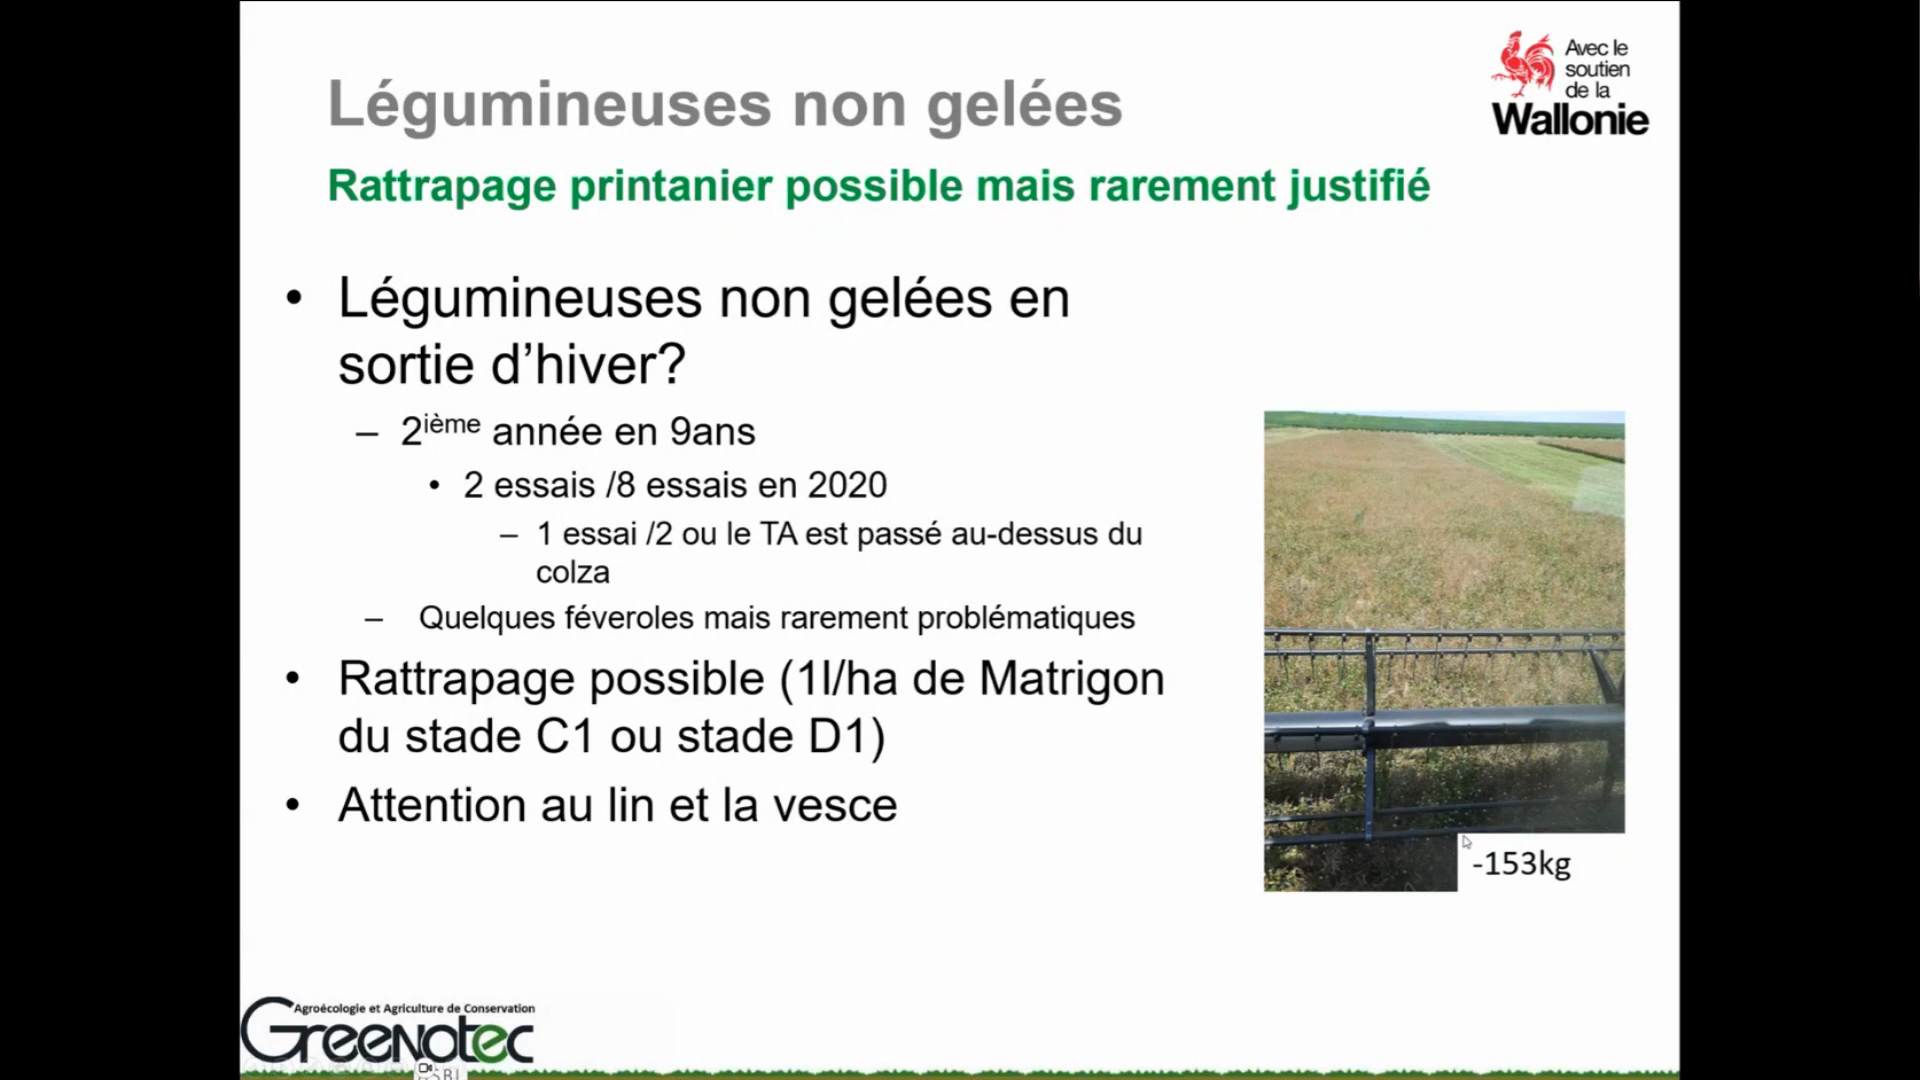 Avec le
soutien
de la
Wallonie
Légumineuses non gelées
Rattrapage printanier possible mais rarement justifié
• Légumineuses non gelées en
sortie d’hiver?
– 2ième année en 9ans
• 2 essais /8 essais en 2020
– 1 essai /2 ou le TA est passé au-dessus du
colza
– Quelques féveroles mais rarement problématiques
• Rattrapage possible (1l/ha de Matrigon
du stade C1 ou stade D1)
• Attention au lin et la vesce
-153kg
Agroécologie et Agriculture de Conservation
Greenotec